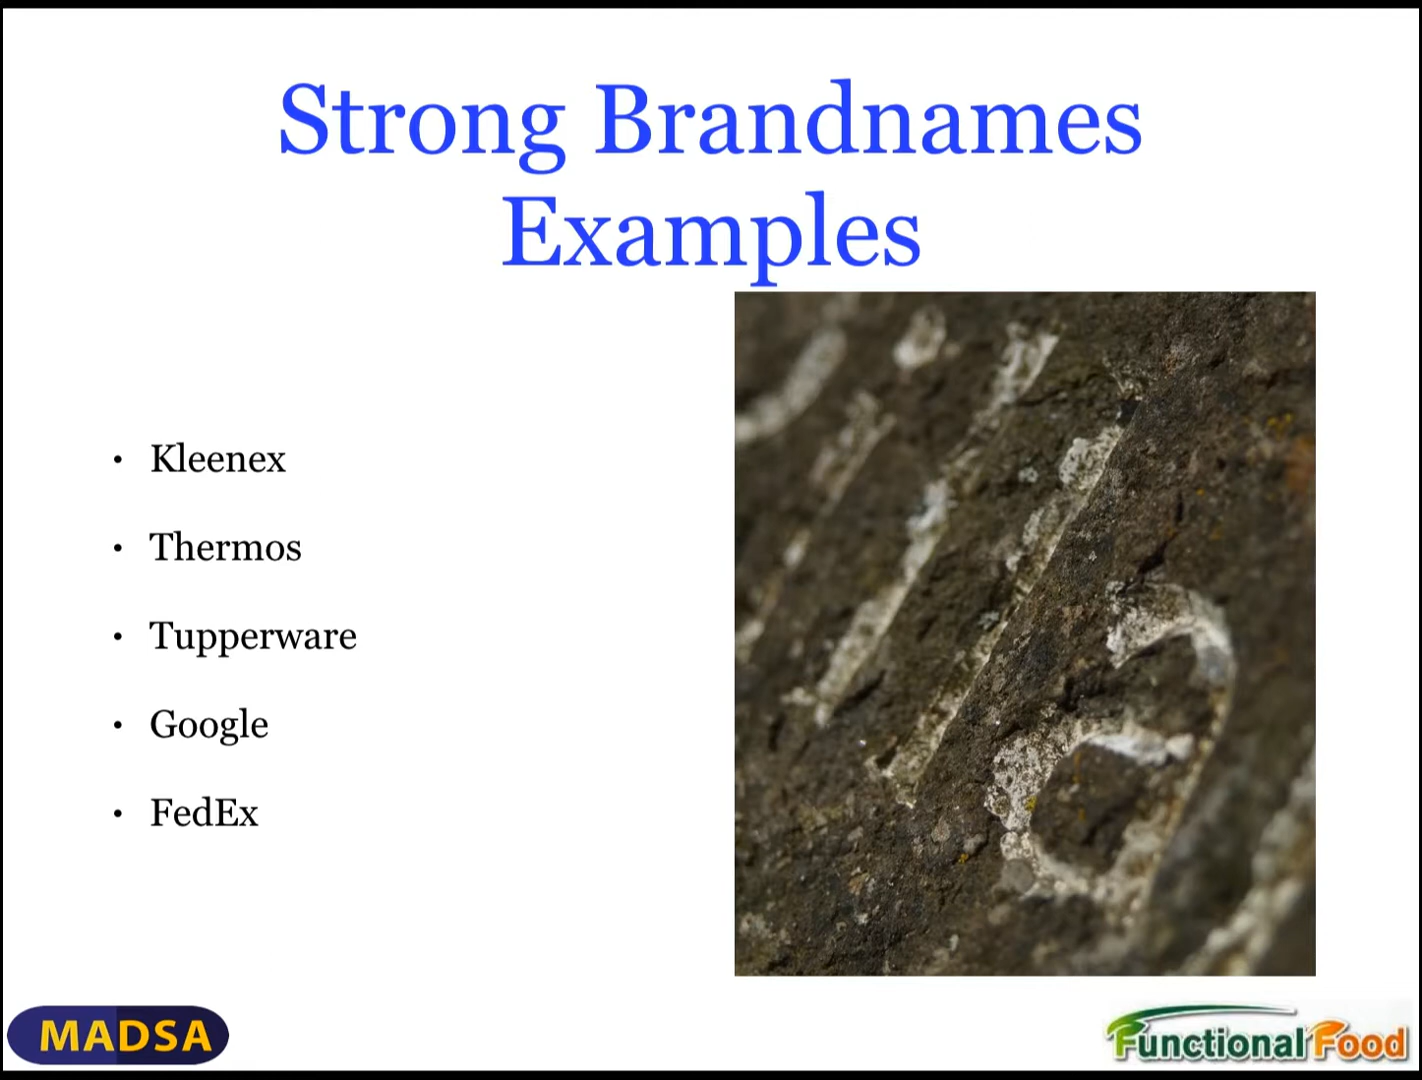 Strong Brandnames
Examples
• Kleenex
• Thermos
• Tupperware
• Google
• FedEx
MADSA
Functional Food